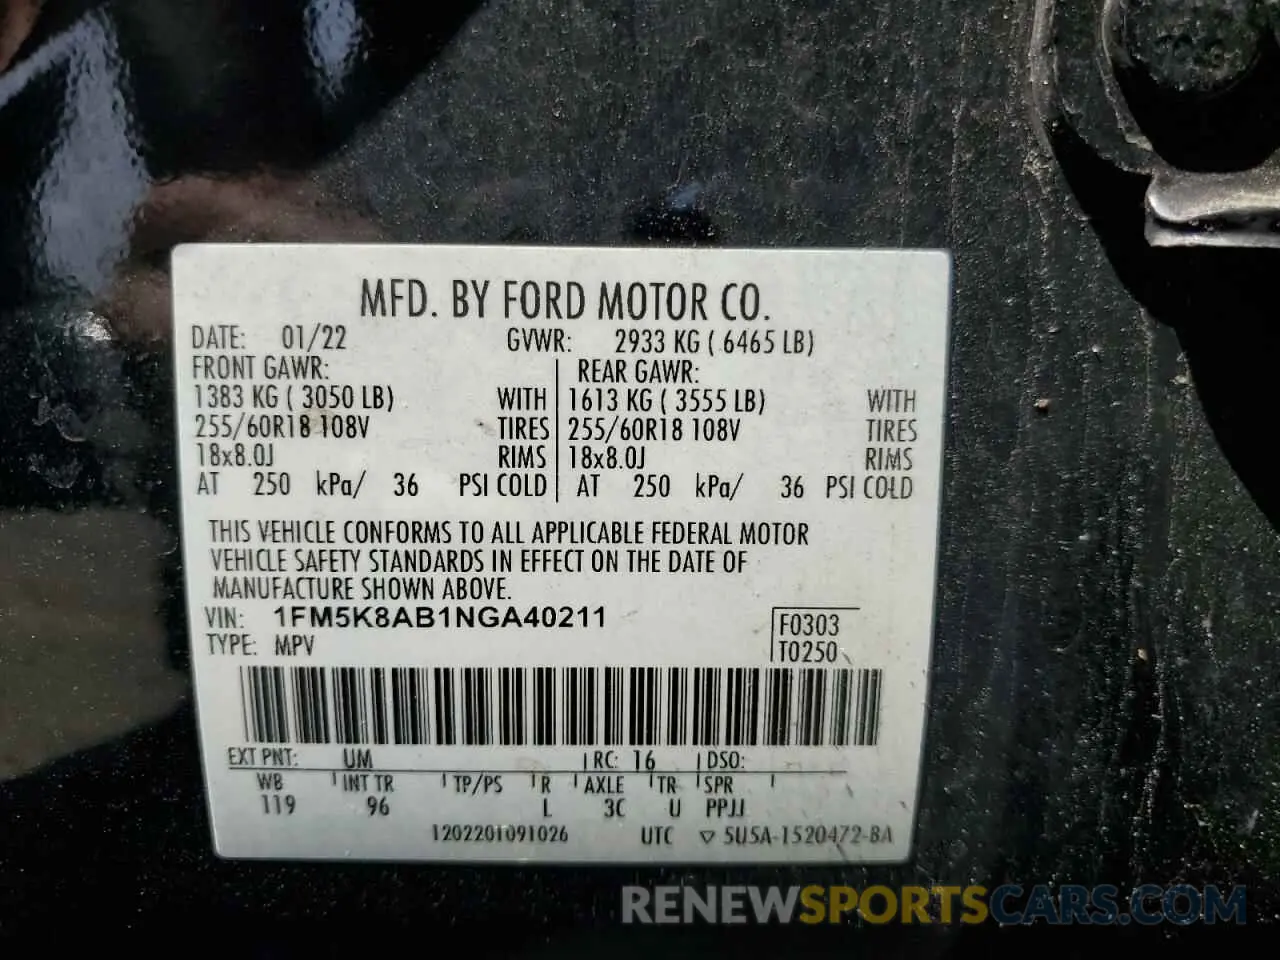 MFD. BY FORD MOTOR CO.
DATE: 01/22 GVWR: 2933 KG ( 6465 LB)
FRONT GAWR: REAR GAWR:
1383 KG ( 3050 LB) WITH 1613 KG ( 3555 LB) WITH
255/60R18 108V TIRES 255/60R18 108V TIRES
18x8.0J RIMS 18x8.0J RIMS
AT 250 kPa/ 36 PSI COLD AT 250 kPa/ 36 PSI COLD
THIS VEHICLE CONFORMS TO ALL APPLICABLE FEDERAL MOTOR
VEHICLE SAFETY STANDARDS IN EFFECT ON THE DATE OF
MANUFACTURE SHOWN ABOVE.
VIN: 1FM5K8AB1NGA40211 F0303
TYPE: MPV T0250
EXT PNT: UM RC: 16 DSO:
WB INT TR TP/PS R AXLE TR SPR
119 96 L 3C U PPJJ
1202201091026 UTC ▽ 5U5A-1520472-BA
RENEWSPORTSCARS.COM